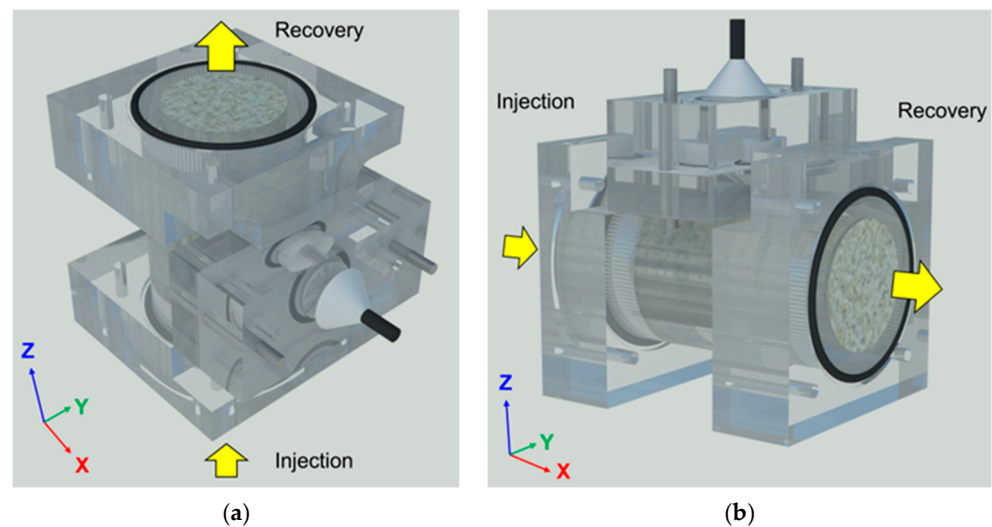 Recovery
Injection
Z
Y
X
(a)
Injection
Recovery
Z
Y
X
(b)